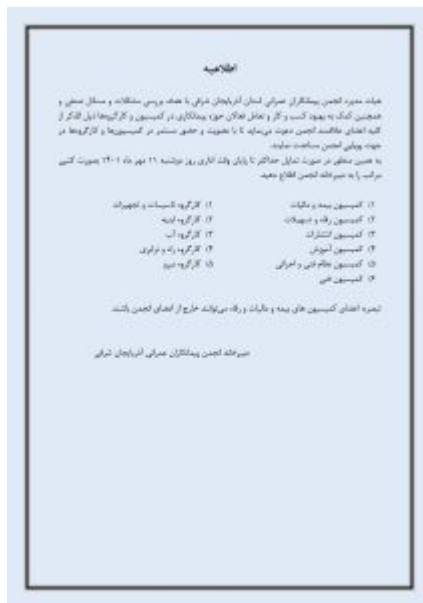 اطلاعیه
هیات مدیره انجمن پیمانکاران عمرانی استان آذربایجان شرقی با هدف بررسی مشکلات و مسائل صنفی و
همچنین کمک به بهبود کسب و کار و تعامل فعالان حوزه پیمانکاری در کمیسیون و کارگروهها ذیل الذکر از
کلیه اعضای علاقمند انجمن دعوت می‌نماید تا با عضویت و حضور مستمر در کمیسیون‌ها و کارگروه‌ها در
جهت پویایی انجمن مساعدت نمایند.
به همین منظور در صورت تمایل حداکثر تا پایان وقت اداری روز دوشنبه ۱۱ مهر ماه ۱۴۰۱ بصورت کتبی
مراتب را به دبیرخانه انجمن اطلاع دهید.
۱) کمیسیون بیمه و مالیات
۲) کمیسیون رفاه و تسهیلات
۳) کمیسیون انتشارات
۴) کمیسیون آموزش
۵) کمیسیون نظام فنی و اجرائی
۶) کمیسیون فنی
۱) کارگروه تاسیسات و تجهیزات
۲) کارگروه ابنیه
۳) کارگروه آب
۴) کارگروه راه و ترابری
۵) کارگروه نیرو
تبصره: اعضای کمیسیون های بیمه و مالیات و رفاه می‌توانند خارج از اعضای انجمن باشند.
دبیرخانه انجمن پیمانکاران عمرانی آذربایجان شرقی